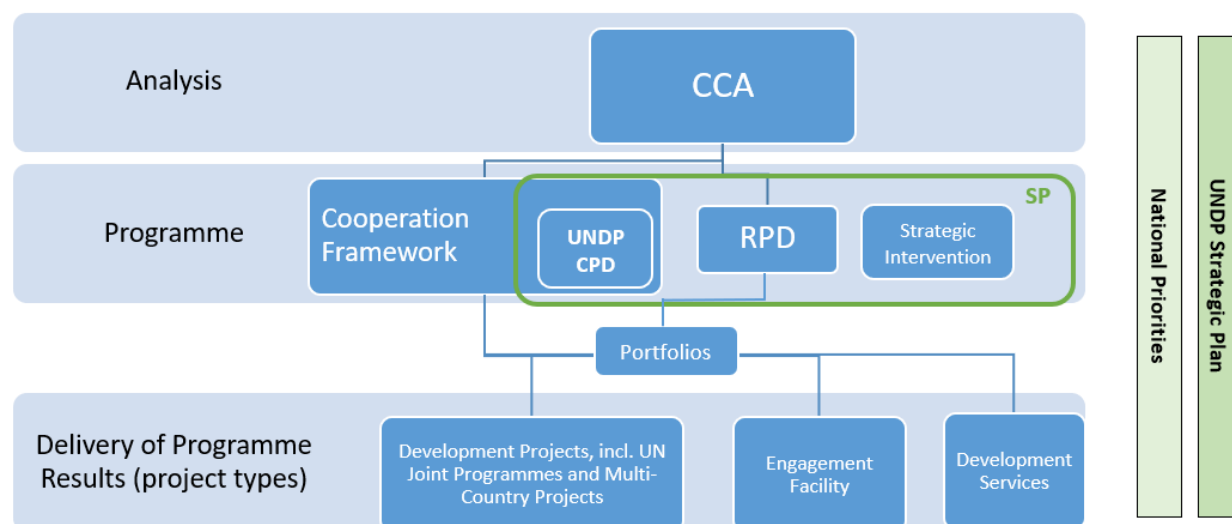 Analysis
CCA
Programme
Cooperation
Framework
UNDP
CPD
RPD
Strategic
Intervention
SP
Portfolios
Delivery of Programme
Results (project types)
Development Projects, incl. UN
Joint Programmes and Multi-
Country Projects
Engagement
Facility
Development
Services
National Priorities
UNDP Strategic Plan